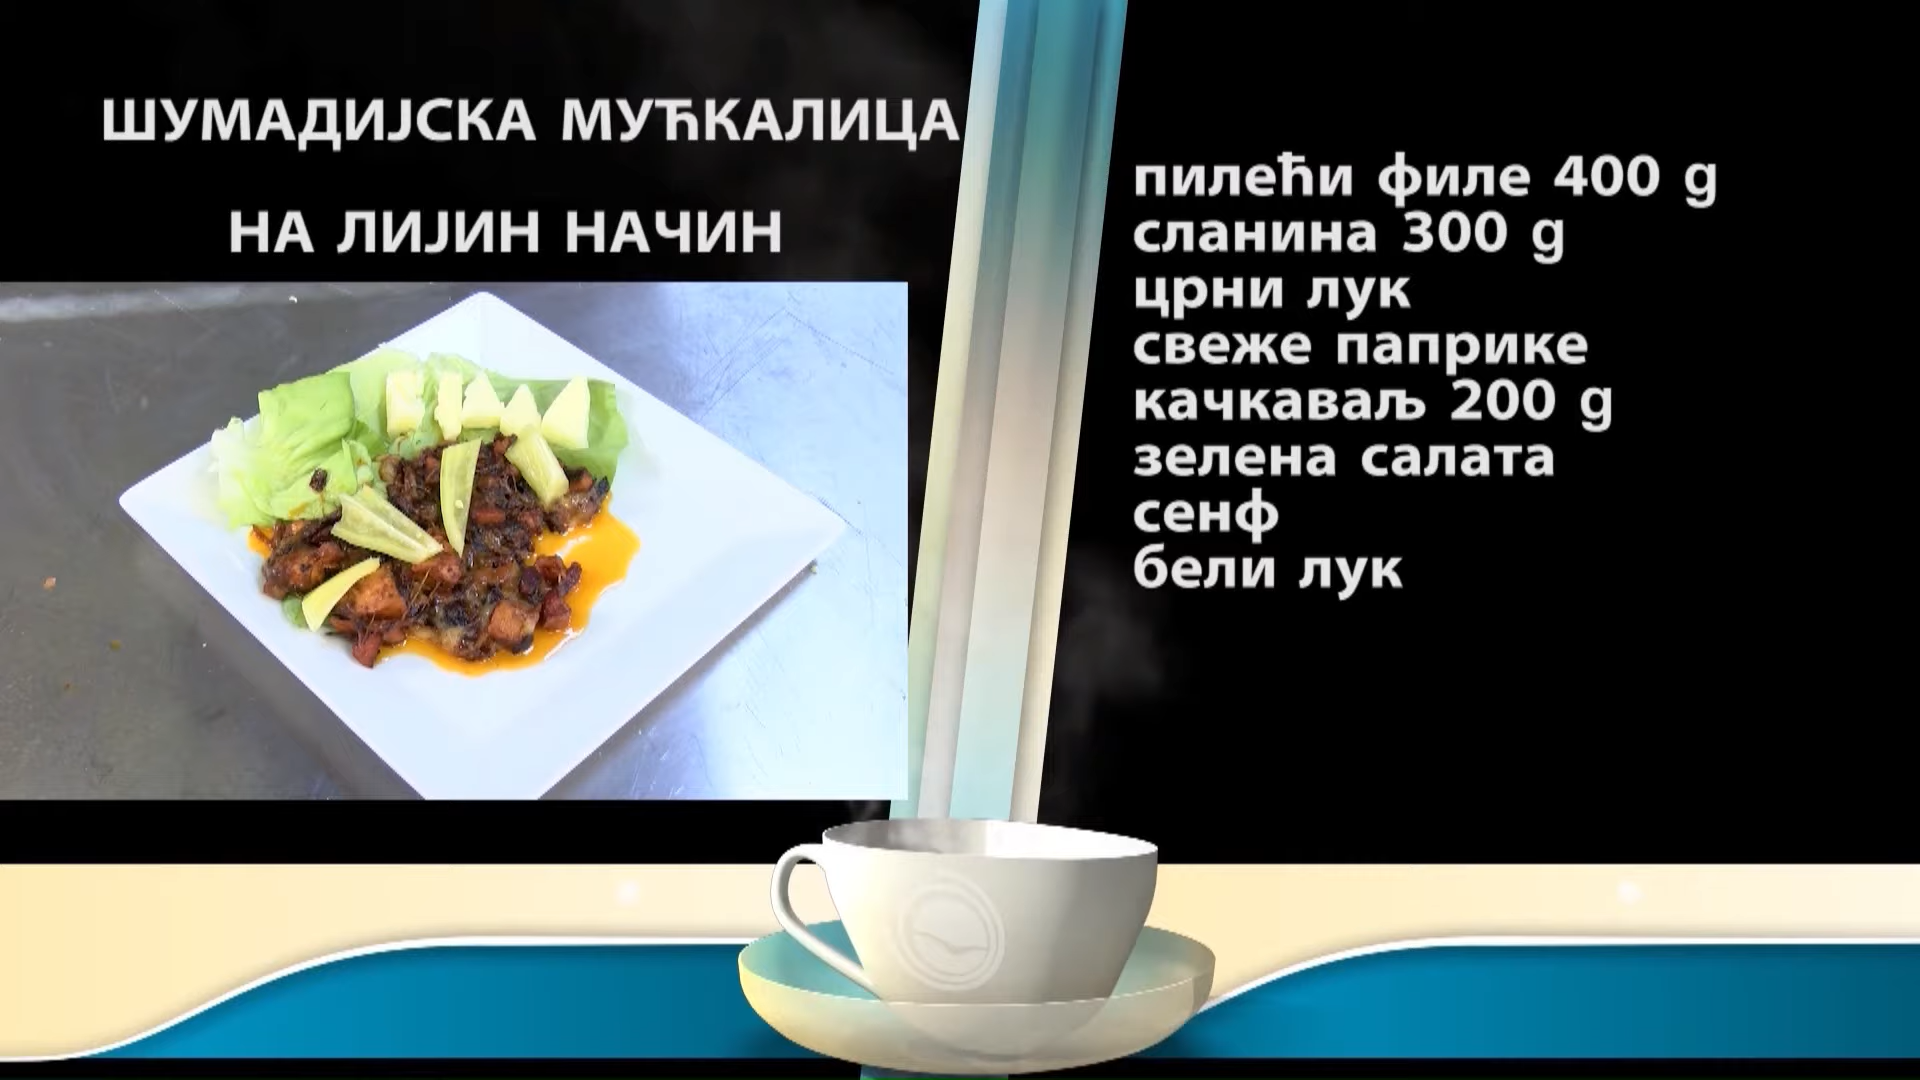 ШУМАДИЈСКА МУЋКАЛИЦА
НА ЛИЈИН НАЧИН
пилећи филе 400 g
сланина 300 g
црни лук
свеже паприке
качкаваљ 200 g
зелена салата
сенф
бели лук